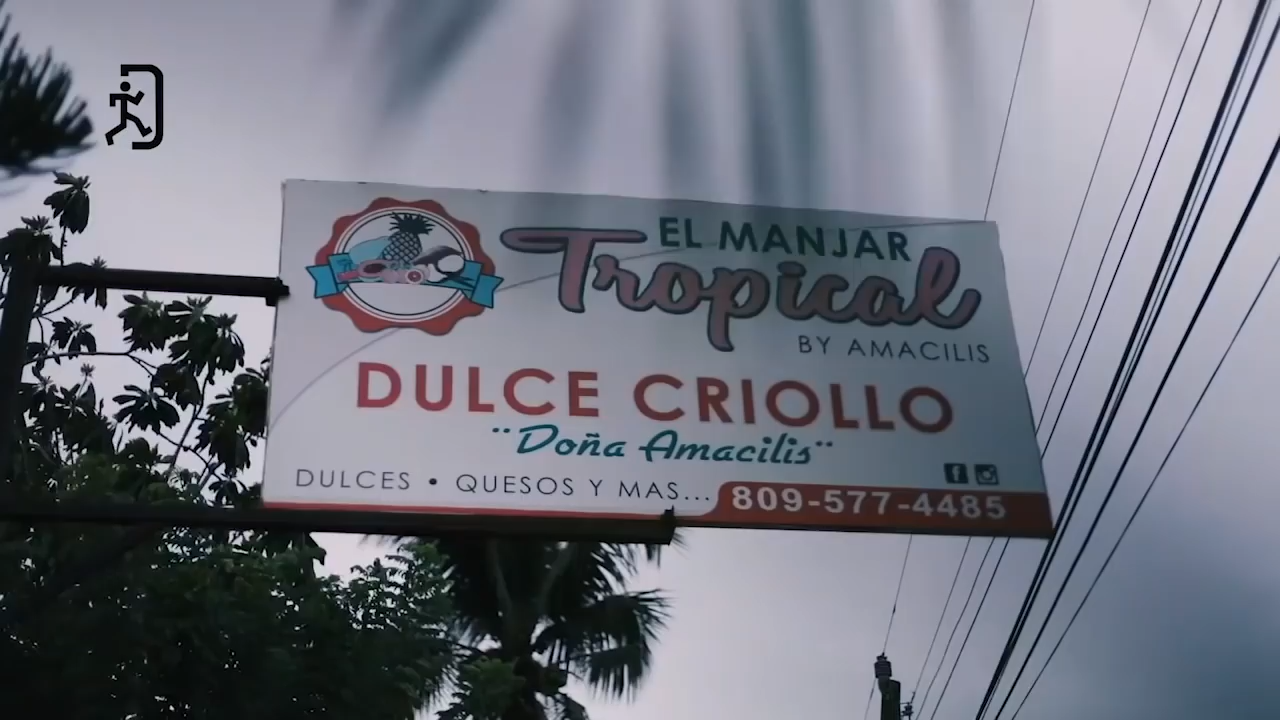 EL MANJAR
Tropical
BY AMACILIS
DULCE CRIOLLO
¨Doña Amacilis¨
DULCES • QUESOS Y MAS...
809-577-4485